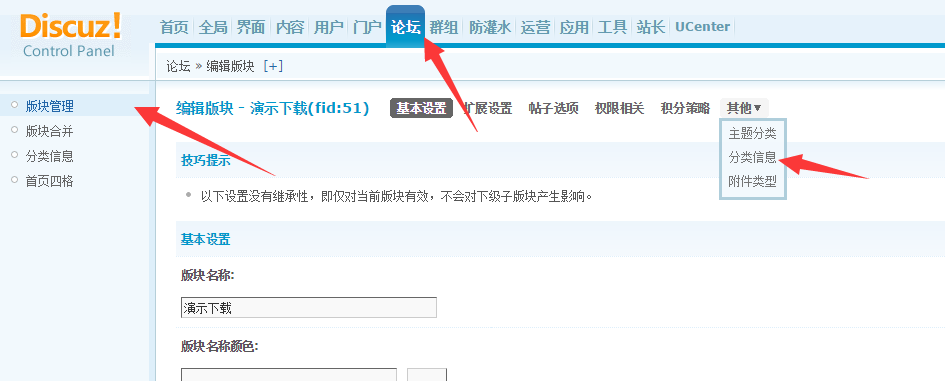 Discuz!
Control Panel
首页 全局 界面 内容 用户 门户 论坛 群组 防灌水 运营 应用 工具 站长 UCenter
论坛 » 编辑版块 [+]
版块管理
版块合并
分类信息
首页四格
编辑版块 - 演示下载(fid:51) 基本设置 扩展设置 帖子选项 权限相关 积分策略 其他▼
主题分类
分类信息
附件类型
技巧提示
以下设置没有继承性，即仅对当前版块有效，不会对下级子版块产生影响。
基本设置
版块名称:
演示下载
版块名称颜色: